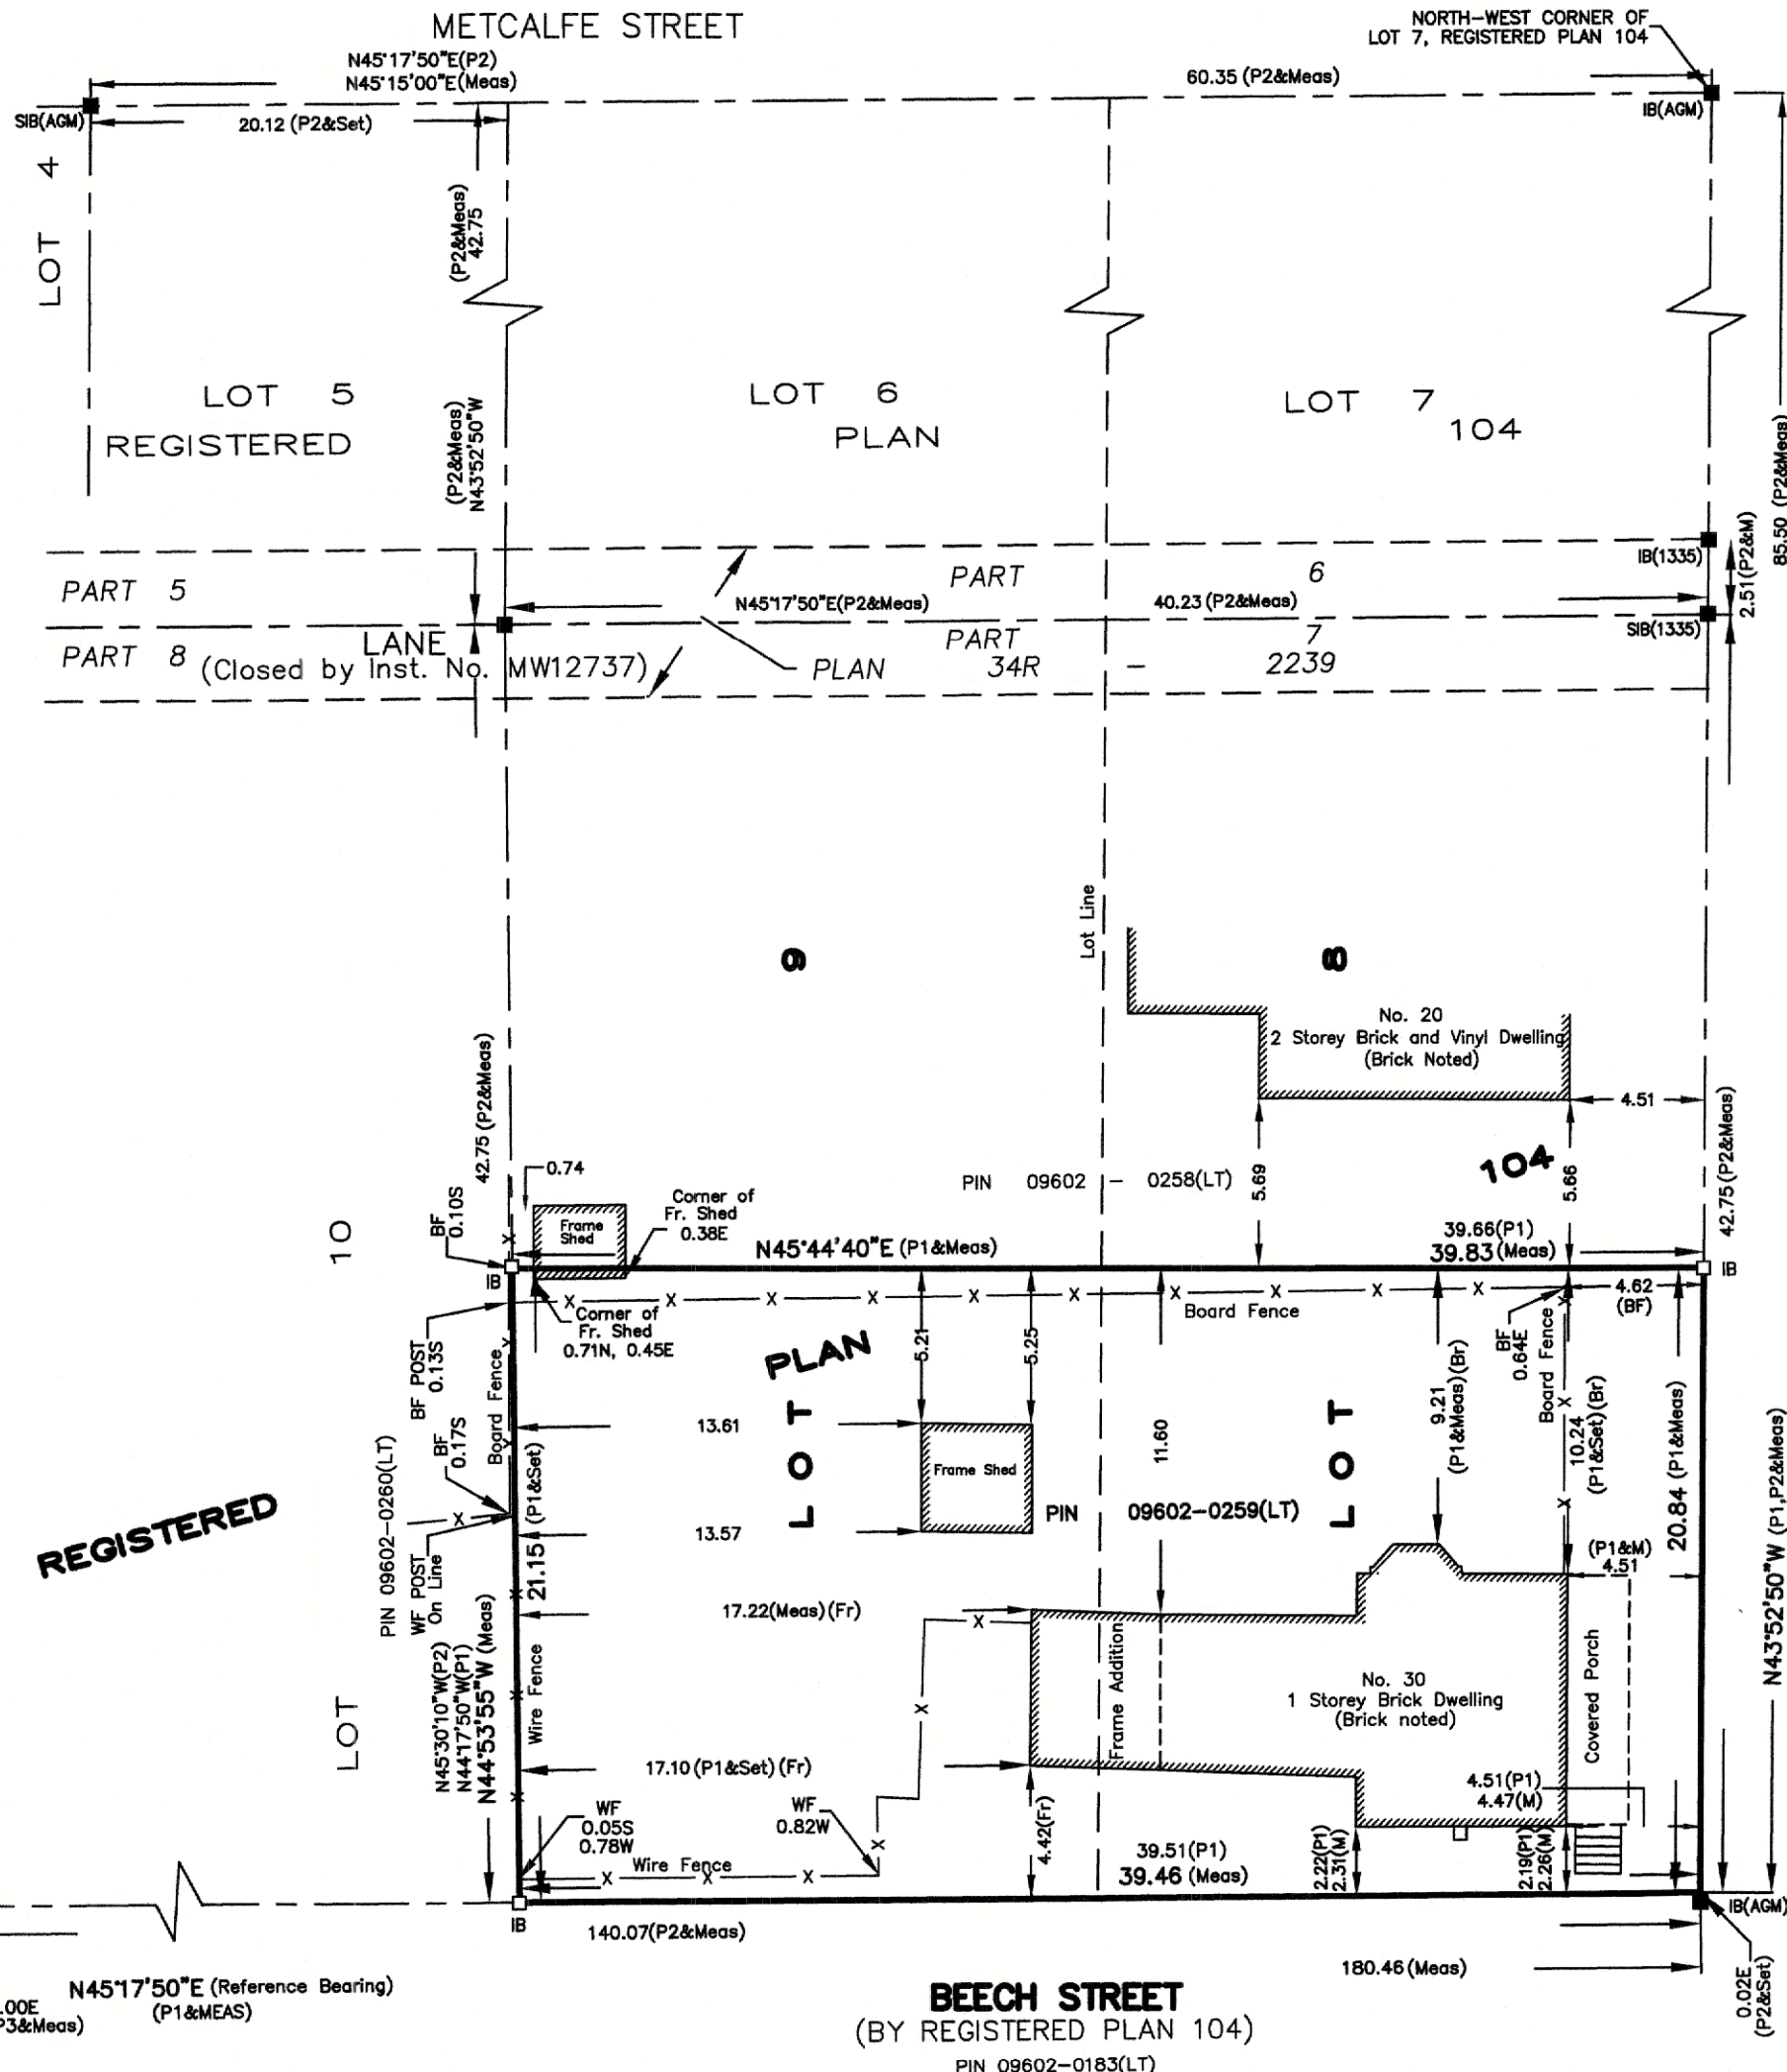 METCALFE STREET
NORTH-WEST CORNER OF
LOT 7, REGISTERED PLAN 104
N45°17'50"E(P2)
N45°15'00"E(Meas)
60.35 (P2&Meas)
SIB(AGM)
20.12 (P2&Set)
IB(AGM)
LOT 4
(P2&Meas)
42.75
85.50 (P2&Meas)
LOT 5
LOT 6
LOT 7
REGISTERED
PLAN
104
(P2&Meas)
N43°52'50"W
IB(1335)
2.51 (P2&M)
PART 5
PART 6
N45°17'50"E(P2&Meas)
40.23 (P2&Meas)
SIB(1335)
PART 8
LANE
(Closed by Inst. No. MW12737)
PART 7
PLAN 34R - 2239
Lot Line
9
8
No. 20
2 Storey Brick and Vinyl Dwelling
(Brick Noted)
4.51
42.75 (P2&Meas)
42.75 (P2&Meas)
104
5.69
5.66
PIN 09602 - 0258(LT)
0.74
BF
0.10S
Frame
Shed
Corner of
Fr. Shed
0.38E
10
N45°44'40"E (P1&Meas)
39.66(P1)
39.83 (Meas)
IB
IB
Corner of
Fr. Shed
0.71N, 0.45E
Board Fence
4.62
(BF)
BF
0.64E
Board Fence
BF POST
0.13S
Board Fence
PLAN
5.21
5.25
9.21
(P1&Meas)(Br)
10.24
(P1&Set)(Br)
20.84 (P1&Meas)
N43°52'50"W (P1,P2&Meas)
BF
0.17S
13.61
LOT
11.60
LOT
Frame Shed
21.15 (P1&Set)
PIN 09602-0260(LT)
REGISTERED
13.57
PIN 09602-0259(LT)
WF POST
On Line
(P1&M)
4.51
17.22(Meas)(Fr)
N45°30'10"W(P2)
N44°17'50"W(P1)
N44°53'55"W (Meas)
Wire Fence
Frame Addition
No. 30
1 Storey Brick Dwelling
(Brick noted)
Covered Porch
LOT
17.10 (P1&Set)(Fr)
4.51(P1)
4.47(M)
WF
0.05S
0.78W
WF
0.82W
4.42(Fr)
39.51(P1)
39.46 (Meas)
2.22(P1)
2.31(M)
2.19(P1)
2.26(M)
Wire Fence
IB
IB(AGM)
140.07(P2&Meas)
180.46 (Meas)
0.02E
(P2&Set)
N45°17'50"E (Reference Bearing)
(P1&MEAS)
.00E
P3&Meas)
BEECH STREET
(BY REGISTERED PLAN 104)
PIN 09602-0183(LT)